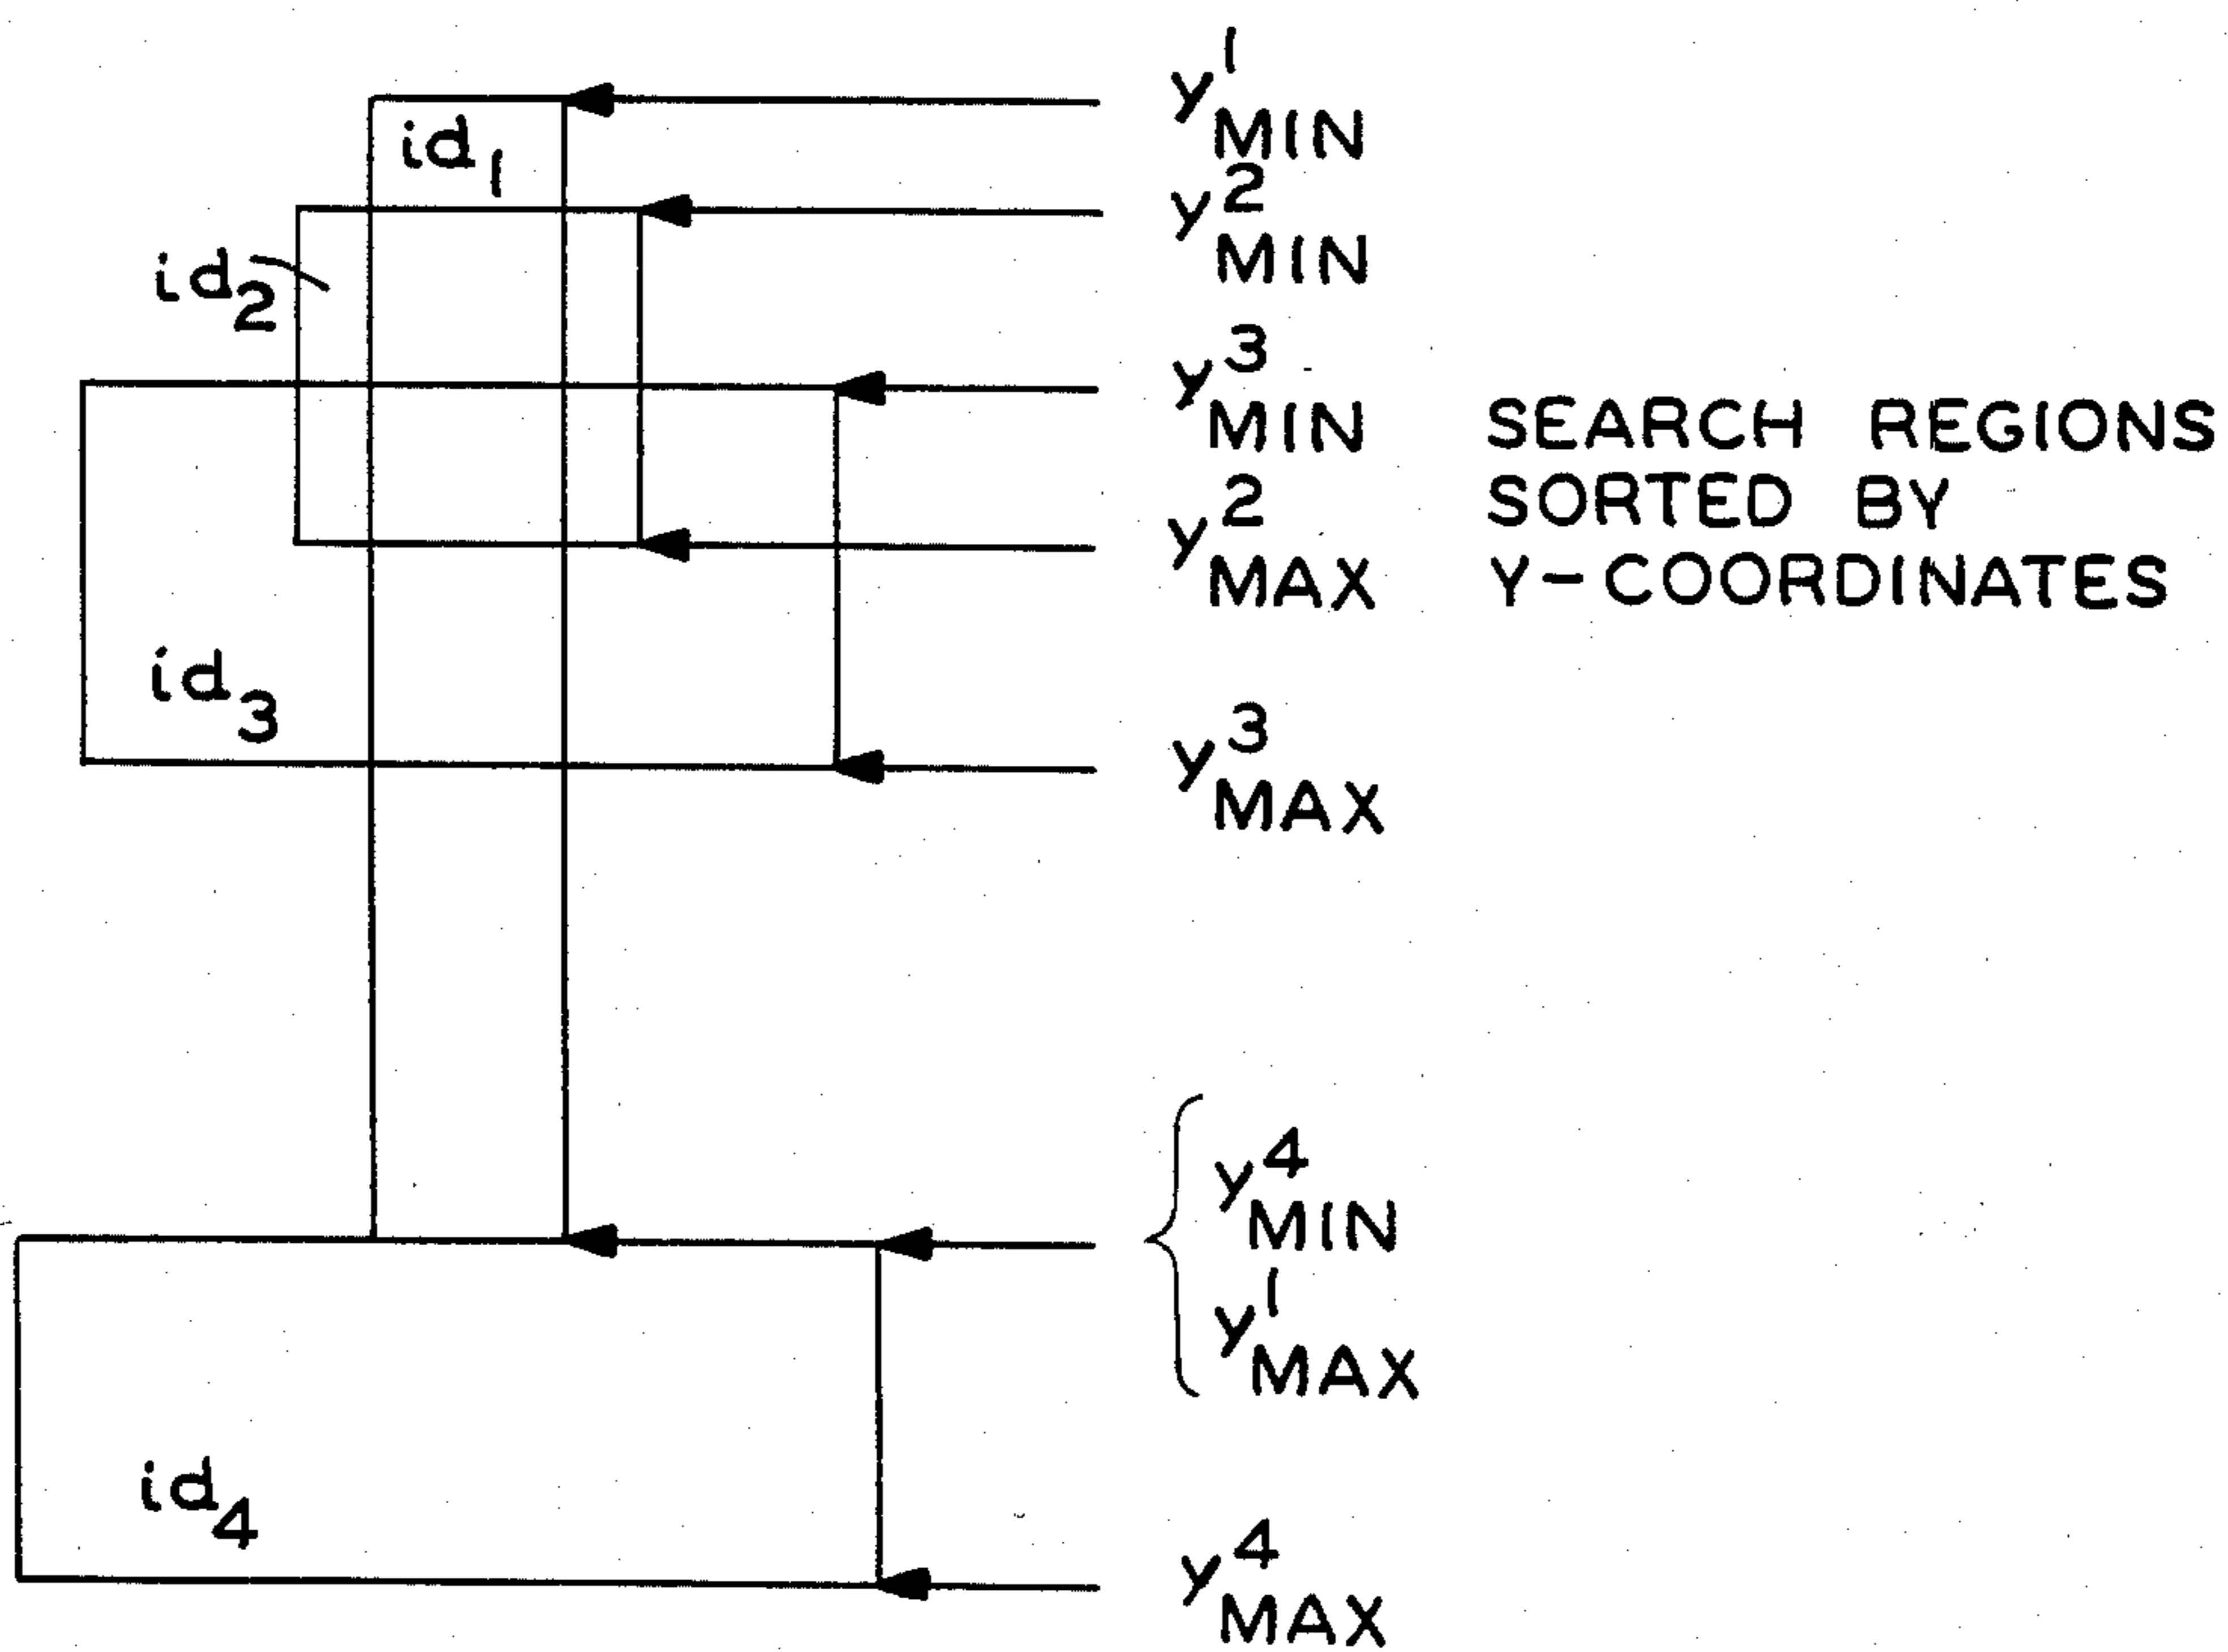 id₁
id₂
id₃
id₄
y¹MIN
y²MIN
y³MIN
y²MAX
y³MAX
y⁴MIN
y¹MAX
y⁴MAX
SEARCH REGIONS
SORTED BY
Y-COORDINATES